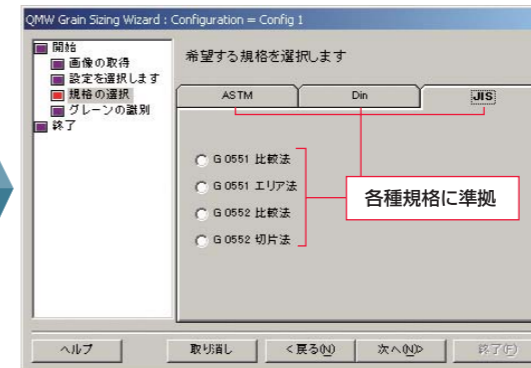 QMW Grain Sizing Wizard : Configuration = Config 1
開始
画像の取得
設定を選択します
規格の選択
グレーンの識別
終了
希望する規格を選択します
ASTM Din JIS
G 0551 比較法
G 0551 エリア法
G 0552 比較法
G 0552 切片法
各種規格に準拠
ヘルプ 取り消し <戻る(N) 次へ(N)> 終了(F)